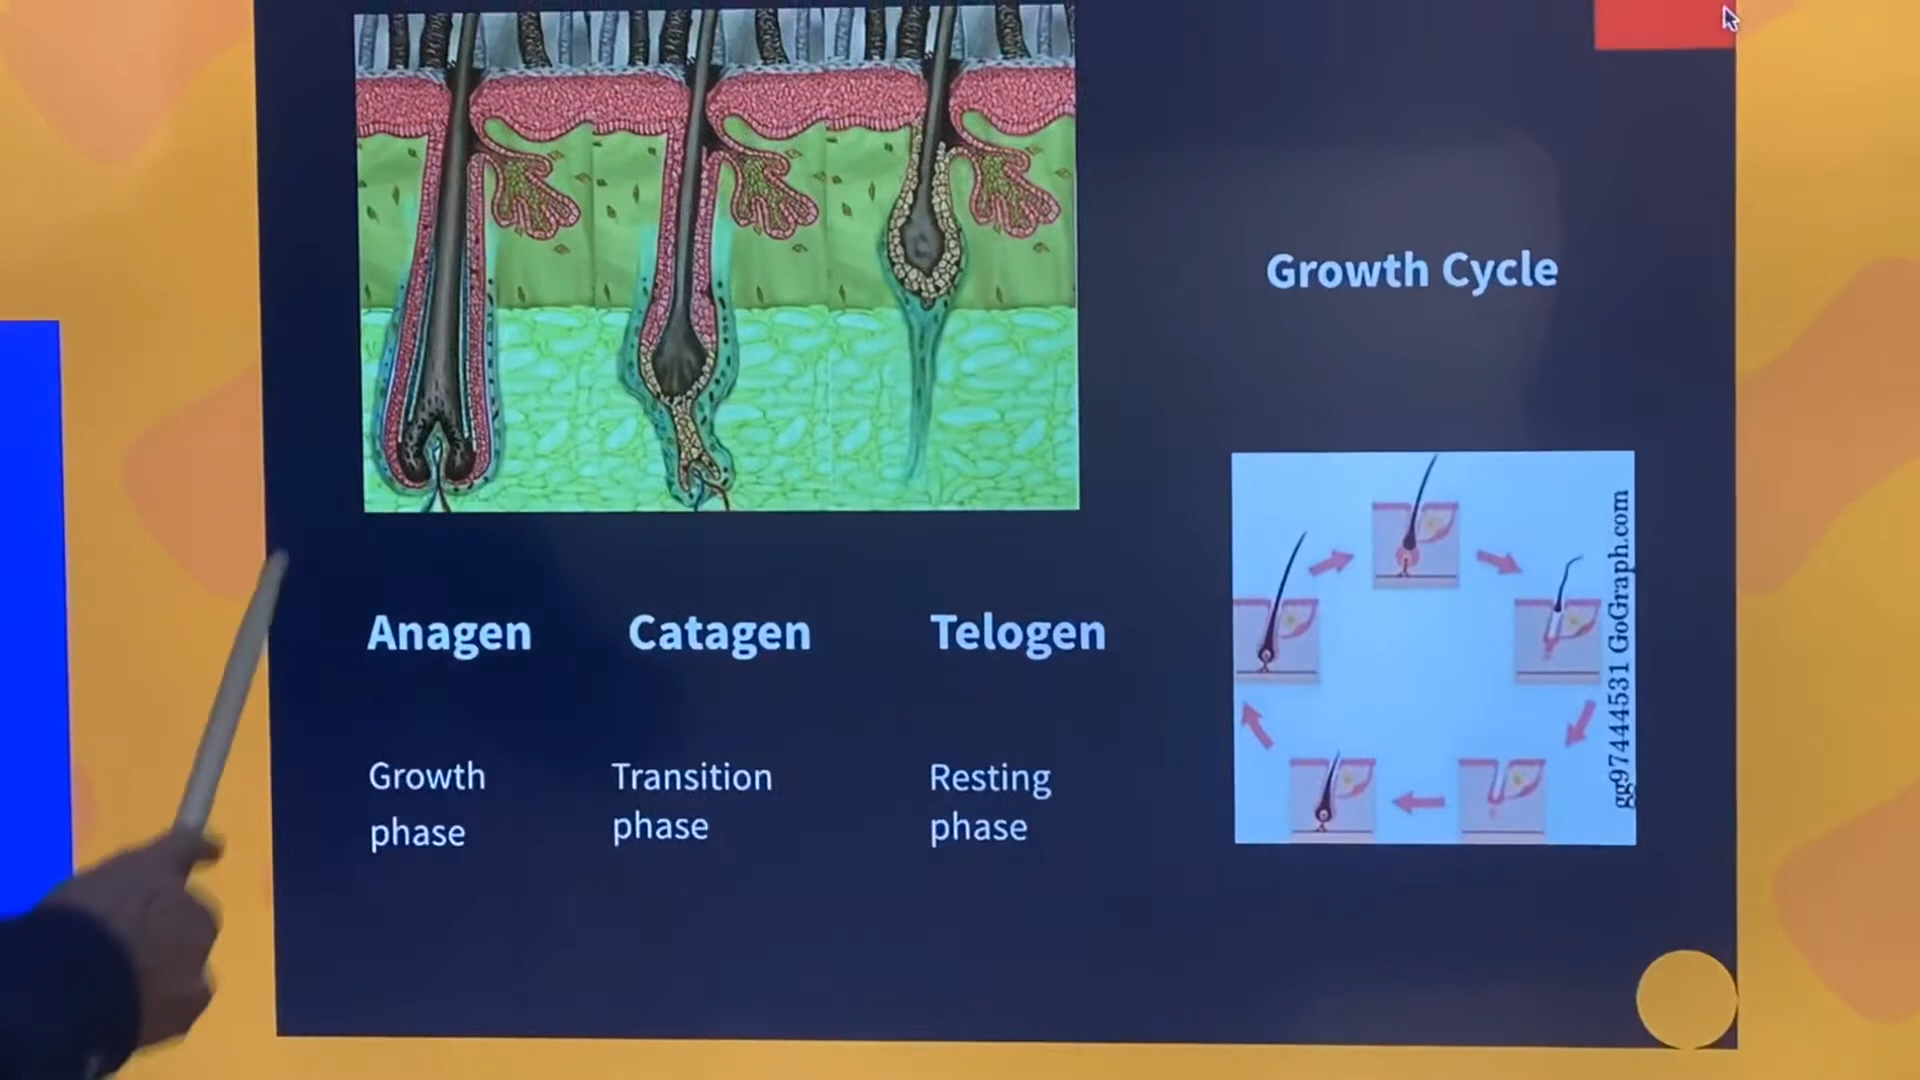 Growth Cycle
Anagen
Catagen
Telogen
Growth
phase
Transition
phase
Resting
phase
gg97444531 GoGraph.com